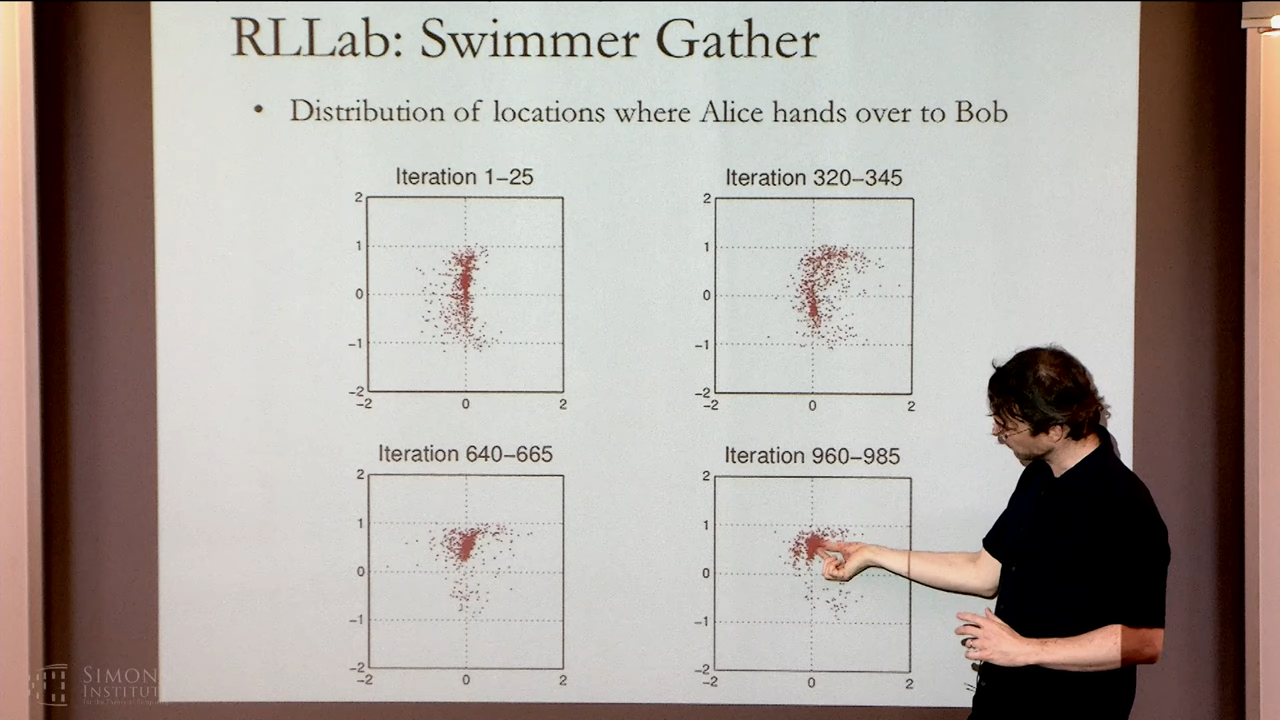 RLLab: Swimmer Gather
• Distribution of locations where Alice hands over to Bob
Iteration 1–25
2
1
0
−1
−2
−2 0 2
Iteration 320–345
2
1
0
−1
−2
−2 0 2
Iteration 640–665
2
1
0
−1
−2
−2 0 2
Iteration 960–985
2
1
0
−1
−2
−2 0 2
SIMONS
INSTITUTE